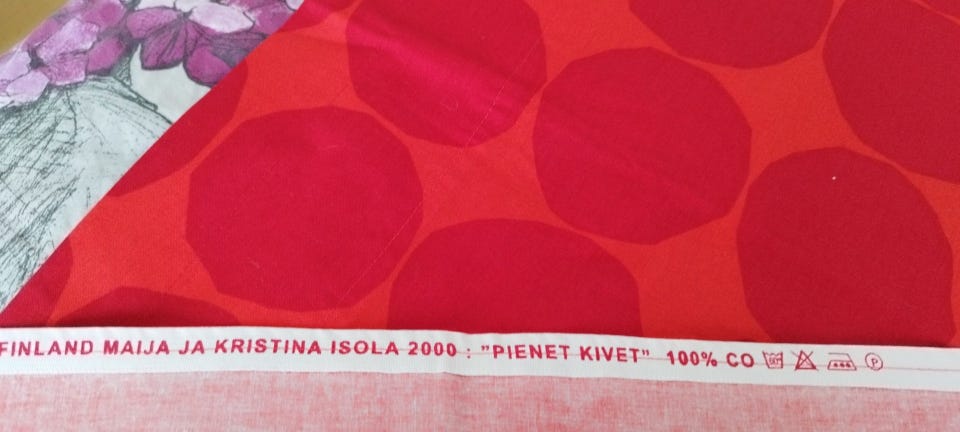 FINLAND MAIJA JA KRISTINA ISOLA 2000 : "PIENET KIVET" 100% CO